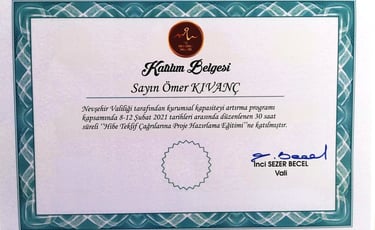 Katılım Belgesi
Sayın Ömer KIVANÇ
Nevşehir Valiliği tarafından kurumsal kapasiteyi artırma programı
kapsamında 8-12 Şubat 2021 tarihleri arasında düzenlenen 30 saat
süreli "Hibe Teklif Çağrılarına Proje Hazırlama Eğitimi"ne katılmıştır.
İnci SEZER BECEL
Vali